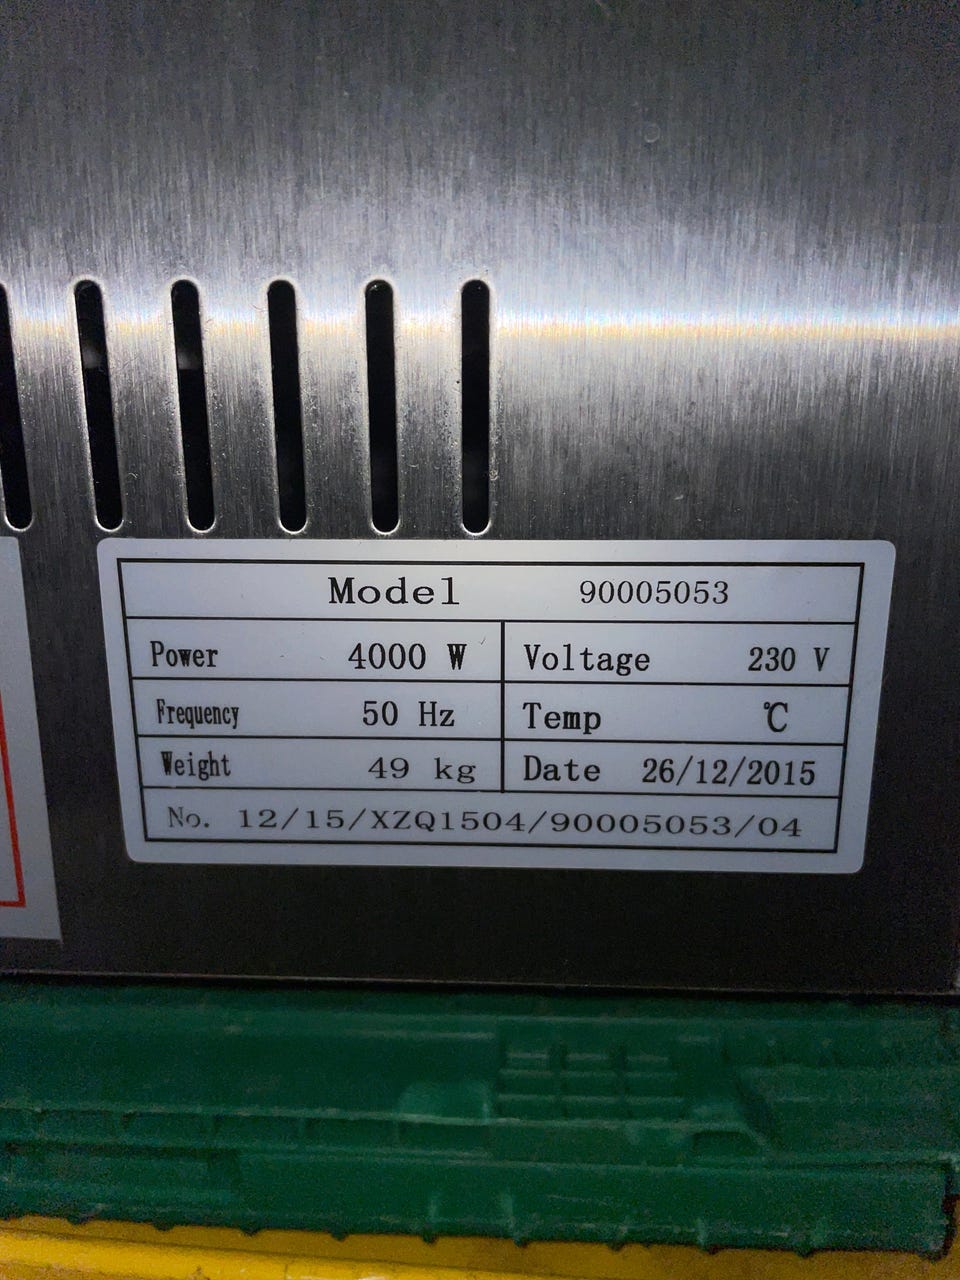 Model 90005053
Power 4000 W Voltage 230 V
Frequency 50 Hz Temp ℃
Weight 49 kg Date 26/12/2015
No. 12/15/XZQ1504/90005053/04